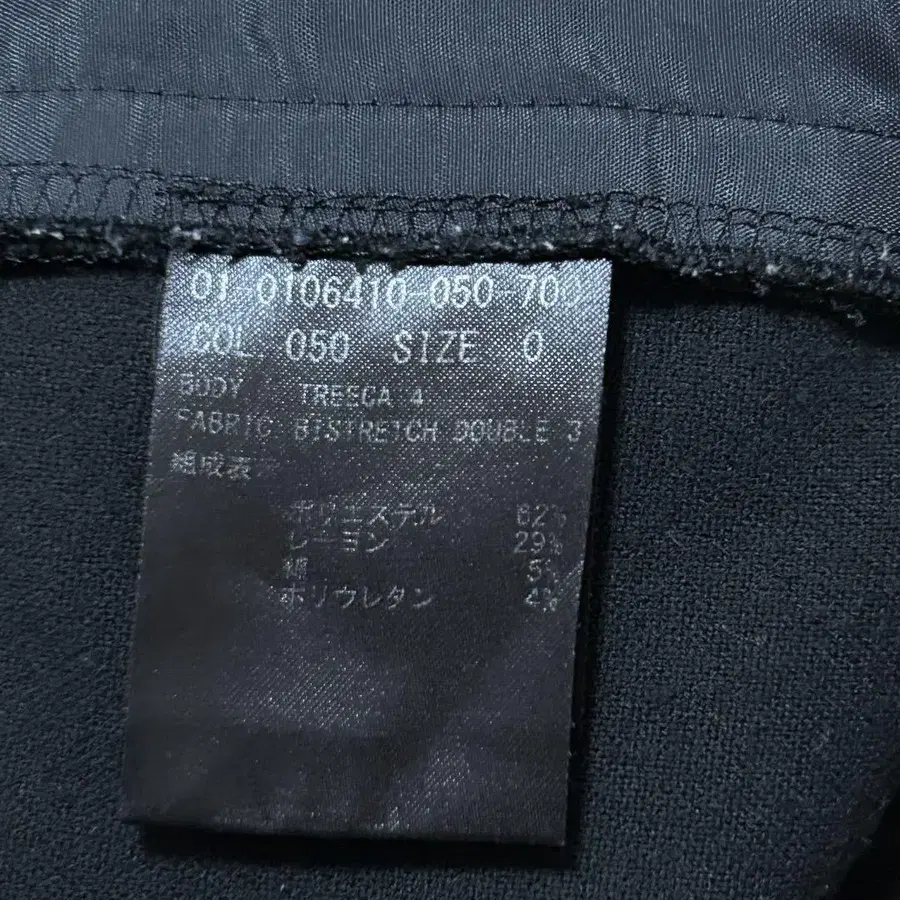 01-0106410-050 700
COL 050 SIZE 0
BODY TREECA 4
FABRIC BISTRETCH DOUBLE 3
組成表
ポリエステル 62%
レーヨン 29%
綿 5%
ポリウレタン 4%